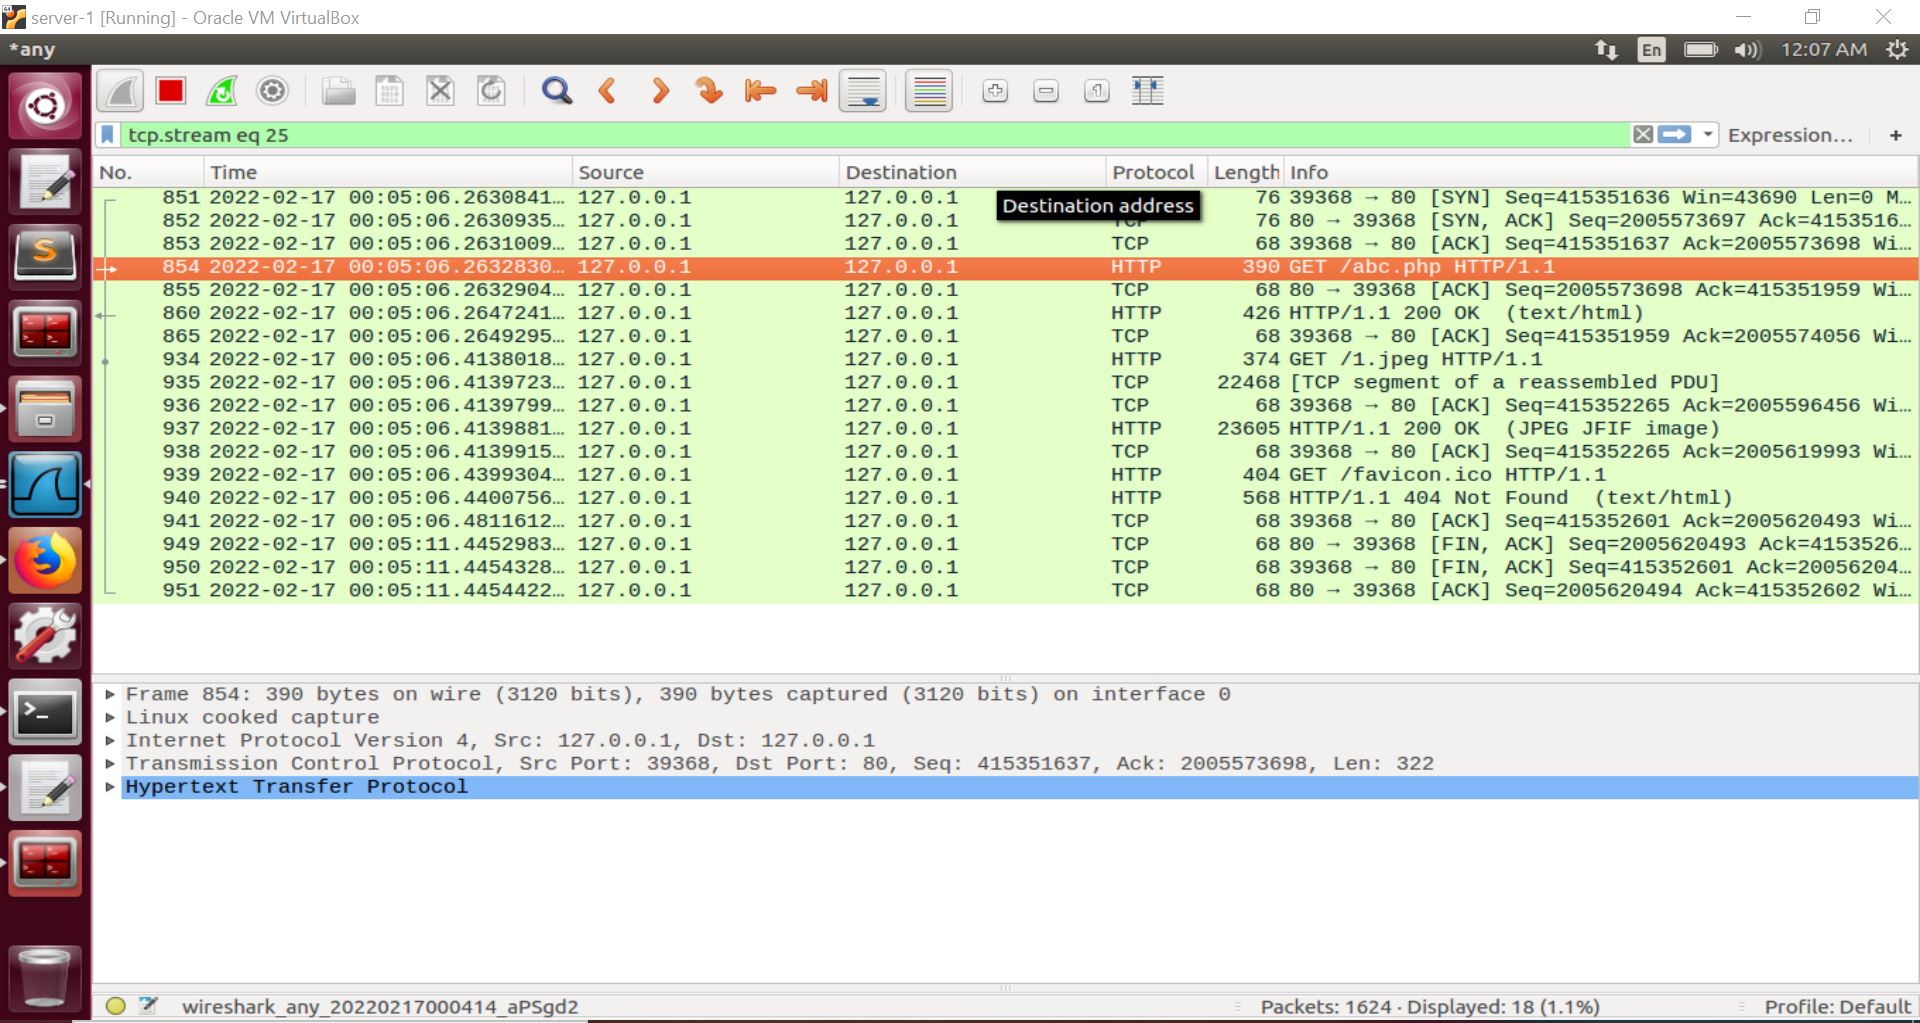 server-1 [Running] - Oracle VM VirtualBox
*any En 12:07 AM
tcp.stream eq 25 Expression… +
No. Time Source Destination Protocol Length Info
851 2022-02-17 00:05:06.2630841… 127.0.0.1 127.0.0.1 76 39368 → 80 [SYN] Seq=415351636 Win=43690 Len=0 M…
Destination address
852 2022-02-17 00:05:06.2630935… 127.0.0.1 127.0.0.1 TCP 76 80 → 39368 [SYN, ACK] Seq=2005573697 Ack=4153516…
853 2022-02-17 00:05:06.2631009… 127.0.0.1 127.0.0.1 TCP 68 39368 → 80 [ACK] Seq=415351637 Ack=2005573698 Wi…
854 2022-02-17 00:05:06.2632830… 127.0.0.1 127.0.0.1 HTTP 390 GET /abc.php HTTP/1.1
855 2022-02-17 00:05:06.2632904… 127.0.0.1 127.0.0.1 TCP 68 80 → 39368 [ACK] Seq=2005573698 Ack=415351959 Wi…
860 2022-02-17 00:05:06.2647241… 127.0.0.1 127.0.0.1 HTTP 426 HTTP/1.1 200 OK (text/html)
865 2022-02-17 00:05:06.2649295… 127.0.0.1 127.0.0.1 TCP 68 39368 → 80 [ACK] Seq=415351959 Ack=2005574056 Wi…
934 2022-02-17 00:05:06.4138018… 127.0.0.1 127.0.0.1 HTTP 374 GET /1.jpeg HTTP/1.1
935 2022-02-17 00:05:06.4139723… 127.0.0.1 127.0.0.1 TCP 22468 [TCP segment of a reassembled PDU]
936 2022-02-17 00:05:06.4139799… 127.0.0.1 127.0.0.1 TCP 68 39368 → 80 [ACK] Seq=415352265 Ack=2005596456 Wi…
937 2022-02-17 00:05:06.4139881… 127.0.0.1 127.0.0.1 HTTP 23605 HTTP/1.1 200 OK (JPEG JFIF image)
938 2022-02-17 00:05:06.4139915… 127.0.0.1 127.0.0.1 TCP 68 39368 → 80 [ACK] Seq=415352265 Ack=2005619993 Wi…
939 2022-02-17 00:05:06.4399304… 127.0.0.1 127.0.0.1 HTTP 404 GET /favicon.ico HTTP/1.1
940 2022-02-17 00:05:06.4400756… 127.0.0.1 127.0.0.1 HTTP 568 HTTP/1.1 404 Not Found (text/html)
941 2022-02-17 00:05:06.4811612… 127.0.0.1 127.0.0.1 TCP 68 39368 → 80 [ACK] Seq=415352601 Ack=2005620493 Wi…
949 2022-02-17 00:05:11.4452983… 127.0.0.1 127.0.0.1 TCP 68 80 → 39368 [FIN, ACK] Seq=2005620493 Ack=4153526…
950 2022-02-17 00:05:11.4454328… 127.0.0.1 127.0.0.1 TCP 68 39368 → 80 [FIN, ACK] Seq=415352601 Ack=20056204…
951 2022-02-17 00:05:11.4454422… 127.0.0.1 127.0.0.1 TCP 68 80 → 39368 [ACK] Seq=2005620494 Ack=415352602 Wi…
Frame 854: 390 bytes on wire (3120 bits), 390 bytes captured (3120 bits) on interface 0
Linux cooked capture
Internet Protocol Version 4, Src: 127.0.0.1, Dst: 127.0.0.1
Transmission Control Protocol, Src Port: 39368, Dst Port: 80, Seq: 415351637, Ack: 2005573698, Len: 322
Hypertext Transfer Protocol
wireshark_any_20220217000414_aPSgd2 Packets: 1624 · Displayed: 18 (1.1%) Profile: Default